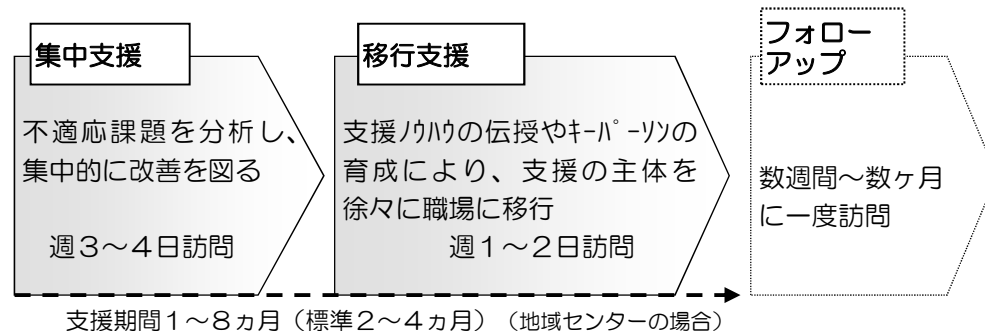 集中支援
不適応課題を分析し、
集中的に改善を図る
週3～4日訪問
移行支援
支援ﾉｳﾊｳの伝授やｷｰﾊﾟｰｿﾝの
育成により、支援の主体を
徐々に職場に移行
週1～2日訪問
フォロー
アップ
数週間～数ヶ月
に一度訪問
支援期間1～8ヵ月（標準2～4ヵ月）（地域センターの場合）